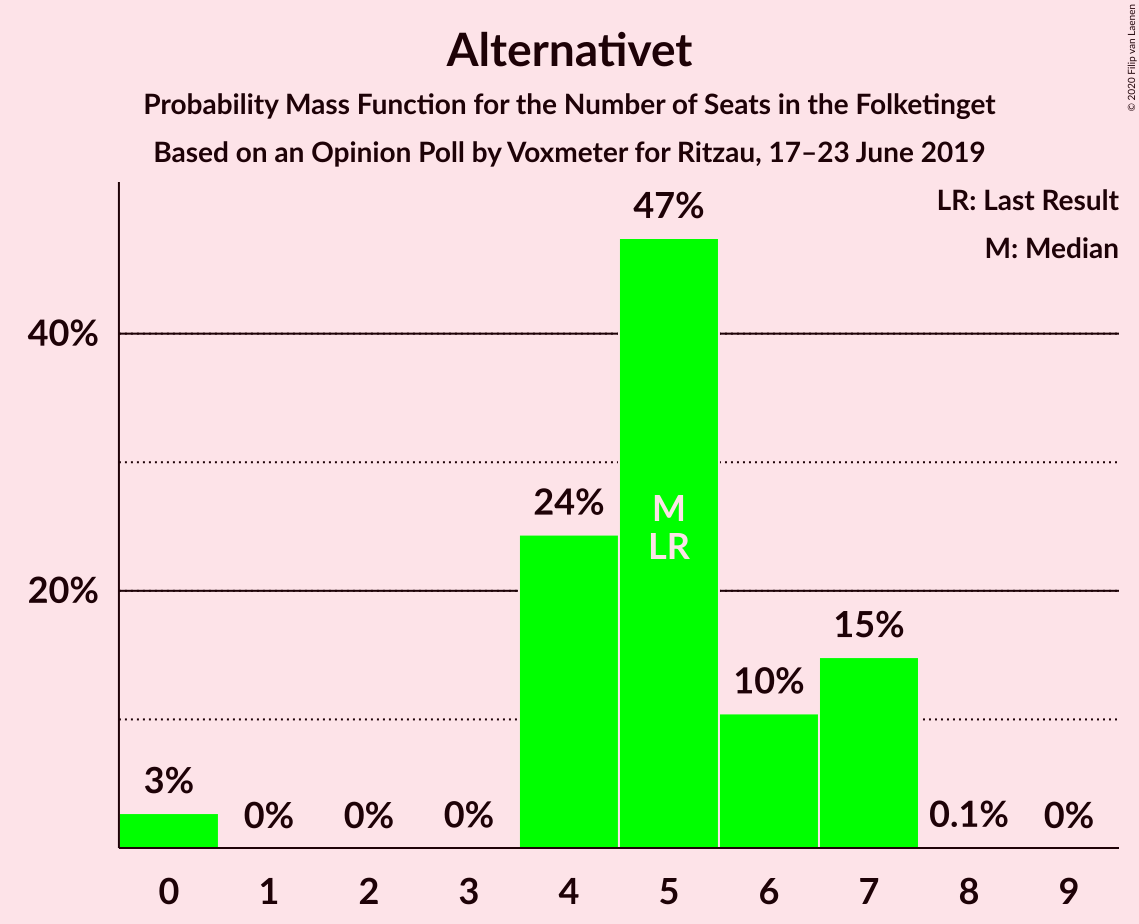 Alternativet
Probability Mass Function for the Number of Seats in the Folketinget
Based on an Opinion Poll by Voxmeter for Ritzau, 17–23 June 2019
© 2020 Filip van Laenen
LR: Last Result
M: Median
40%
20%
3%
0%
0%
0%
24%
47%
10%
15%
0.1%
0%
M
LR
0
1
2
3
4
5
6
7
8
9